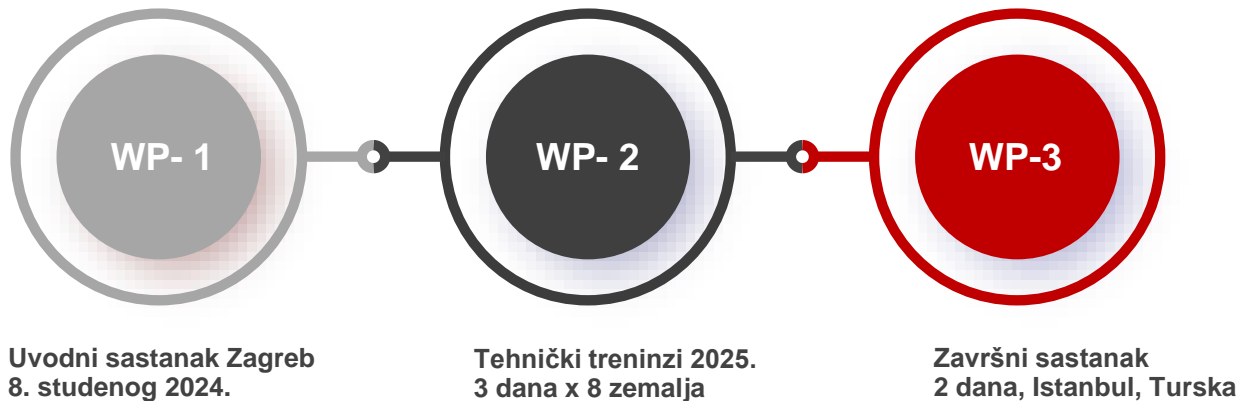 WP- 1
WP- 2
WP-3
Uvodni sastanak Zagreb
8. studenog 2024.
Tehnički treninzi 2025.
3 dana x 8 zemalja
Završni sastanak
2 dana, Istanbul, Turska